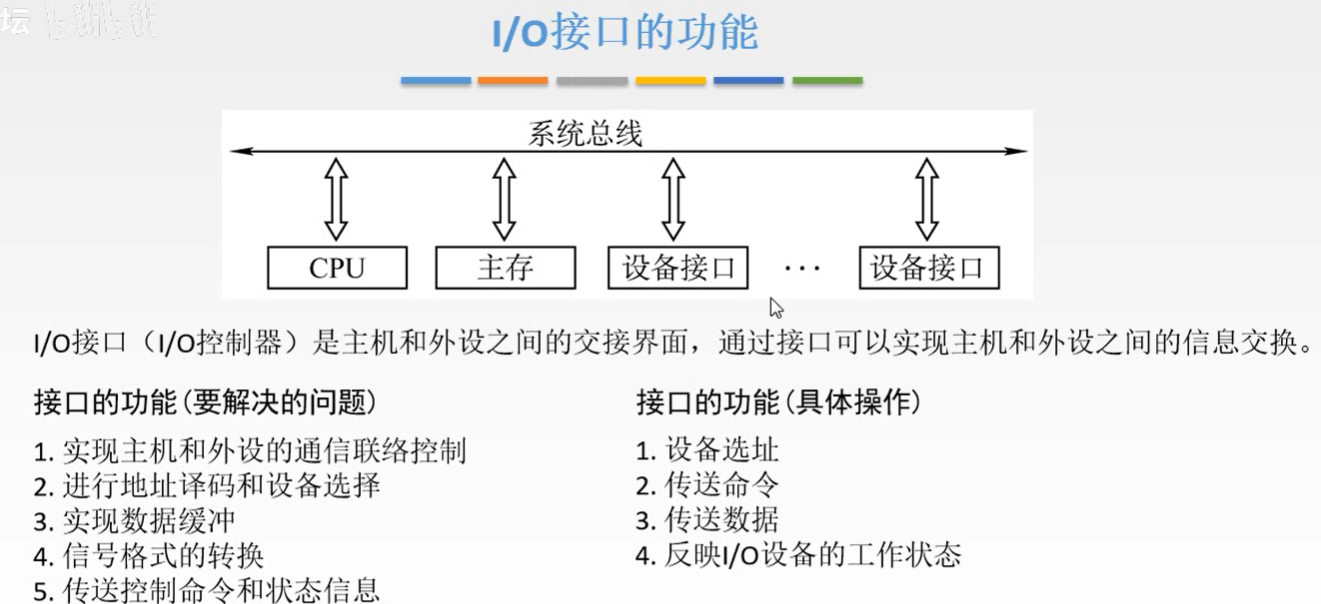 坛 bilibili
I/O接口的功能
系统总线
CPU 主存 设备接口 ··· 设备接口
I/O接口（I/O控制器）是主机和外设之间的交接界面，通过接口可以实现主机和外设之间的信息交换。
接口的功能(要解决的问题)
1. 实现主机和外设的通信联络控制
2. 进行地址译码和设备选择
3. 实现数据缓冲
4. 信号格式的转换
5. 传送控制命令和状态信息
接口的功能(具体操作)
1. 设备选址
2. 传送命令
3. 传送数据
4. 反映I/O设备的工作状态